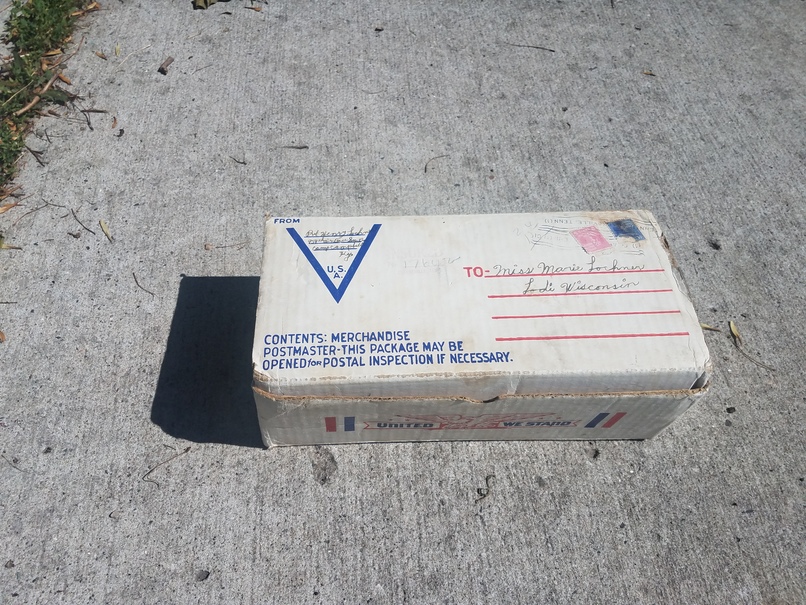 FROM
U.S.
A.
TO- Miss Marie Lochner
Lodi Wisconsin
CONTENTS: MERCHANDISE
POSTMASTER-THIS PACKAGE MAY BE
OPENED for POSTAL INSPECTION IF NECESSARY.
UNITED WE STAND